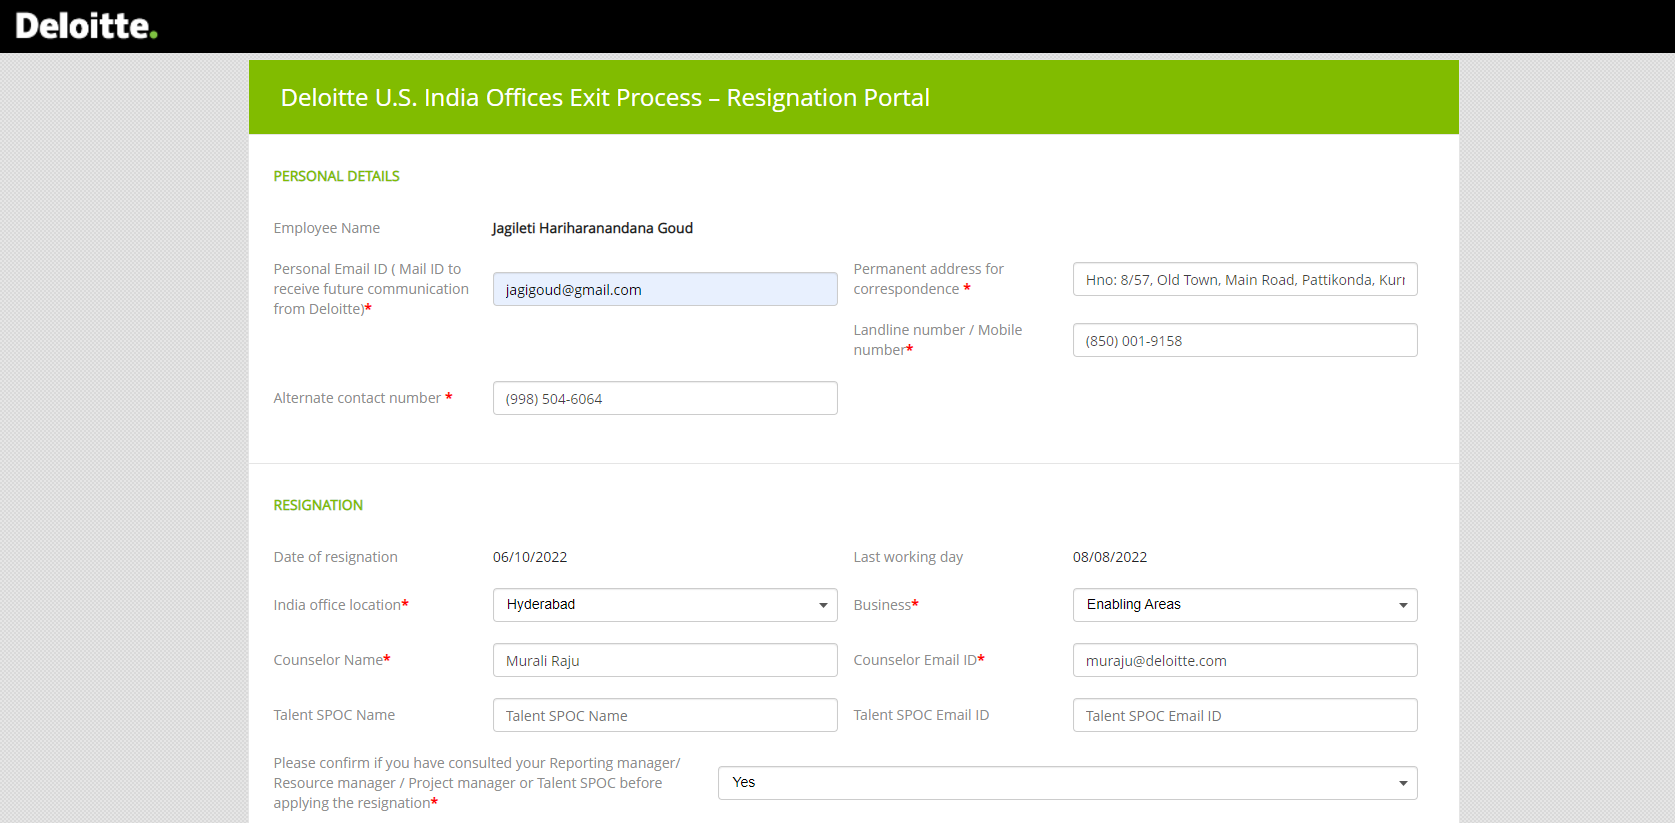 Deloitte.
Deloitte U.S. India Offices Exit Process – Resignation Portal
PERSONAL DETAILS
Employee Name
Jagileti Hariharanandana Goud
Personal Email ID ( Mail ID to
receive future communication
from Deloitte)*
jagigoud@gmail.com
Permanent address for
correspondence *
Hno: 8/57, Old Town, Main Road, Pattikonda,
Landline number / Mobile
number*
(850) 001-9158
Alternate contact number *
(998) 504-6064
RESIGNATION
Date of resignation
06/10/2022
Last working day
08/08/2022
India office location*
Hyderabad
Business*
Enabling Areas
Counselor Name*
Murali Raju
Counselor Email ID*
muraju@deloitte.com
Talent SPOC Name
Talent SPOC Name
Talent SPOC Email ID
Talent SPOC Email ID
Please confirm if you have consulted your Reporting manager/
Resource manager / Project manager or Talent SPOC before
applying the resignation*
Yes